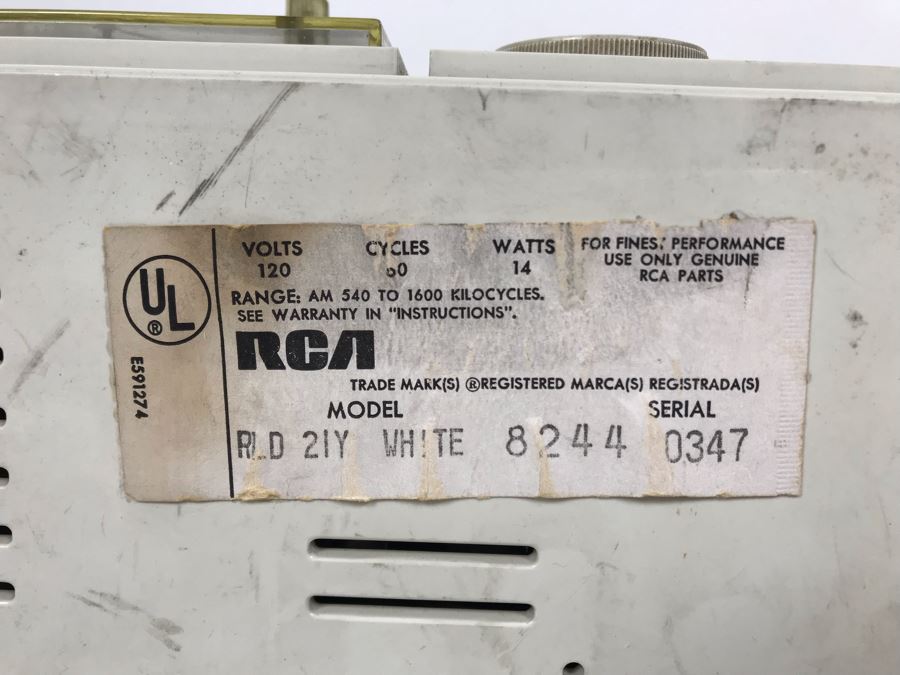 VOLTS CYCLES WATTS
120 60 14
FOR FINEST PERFORMANCE
USE ONLY GENUINE
RCA PARTS
RANGE: AM 540 TO 1600 KILOCYCLES.
SEE WARRANTY IN "INSTRUCTIONS".
UL
®
E591274
RCA
TRADE MARK(S) ®REGISTERED MARCA(S) REGISTRADA(S)
MODEL SERIAL
RLD 21Y WHITE 8244 0347